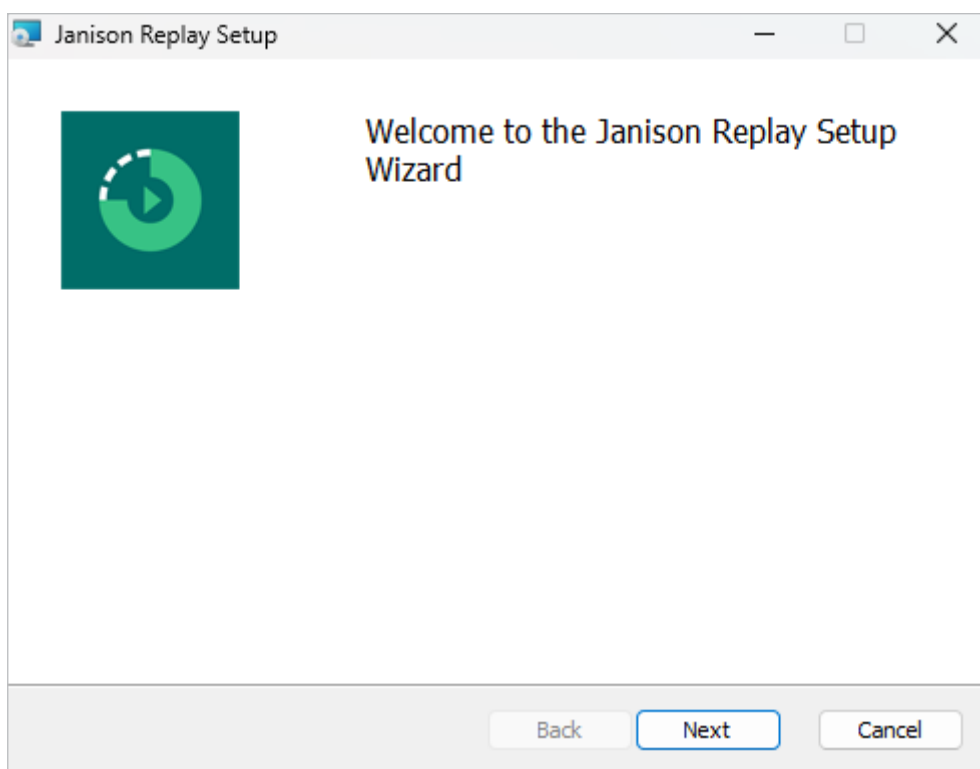 Janison Replay Setup
Welcome to the Janison Replay Setup
Wizard
Back
Next
Cancel